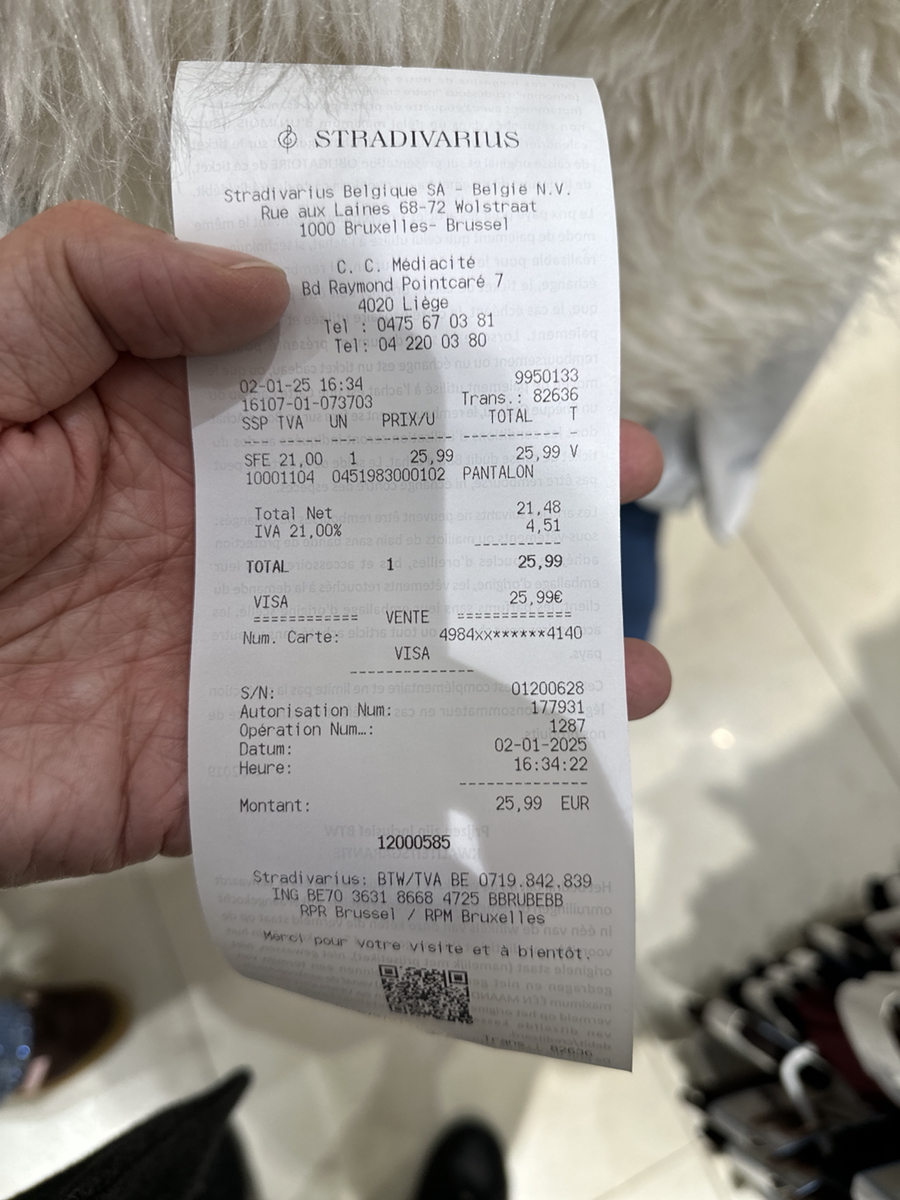 STRADIVARIUS
Stradivarius Belgique SA - België N.V.
Rue aux Laines 68-72 Wolstraat
1000 Bruxelles- Brussel
C. C. Médiacité
Bd Raymond Pointcaré 7
4020 Liège
Tel : 0475 67 03 81
Tel: 04 220 03 80
02-01-25 16:34 9950133
16107-01-073703 Trans.: 82636
SSP TVA UN PRIX/U TOTAL T
SFE 21,00 1 25,99 25,99 V
10001104 0451983000102 PANTALON
Total Net 21,48
IVA 21,00% 4,51
TOTAL 1 25,99
VISA 25,99€
============ VENTE =============
Num. Carte: 4984xx******4140
VISA
S/N: 01200628
Autorisation Num: 177931
Opération Num…: 1287
Datum: 02-01-2025
Heure: 16:34:22
Montant: 25,99 EUR
12000585
Stradivarius: BTW/TVA BE 0719.842.839
ING BE70 3631 8668 4725 BBRUBEBB
RPR Brussel / RPM Bruxelles
Merci pour votre visite et à bientôt.
Trans.: 82636